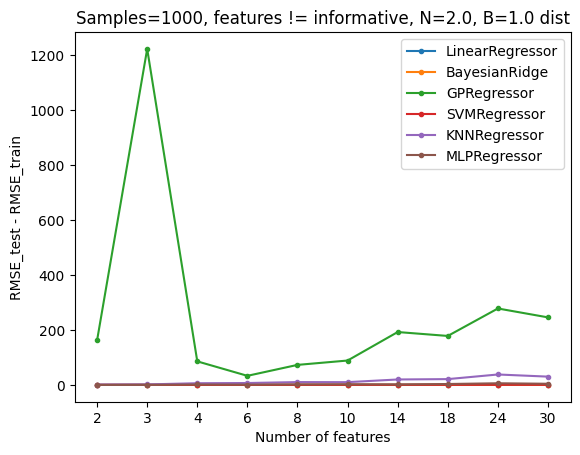 Samples=1000, features != informative, N=2.0, B=1.0 dist
LinearRegressor
BayesianRidge
GPRegressor
SVMRegressor
KNNRegressor
MLPRegressor
RMSE_test - RMSE_train
1200
1000
800
600
400
200
0
2 3 4 6 8 10 14 18 24 30
Number of features